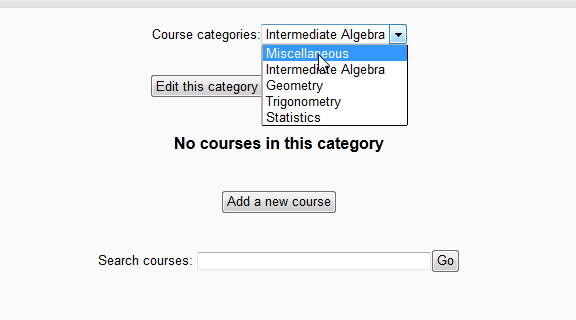 Course categories: Intermediate Algebra
Miscellaneous
Intermediate Algebra
Geometry
Trigonometry
Statistics
Edit this category
No courses in this category
Add a new course
Search courses: Go